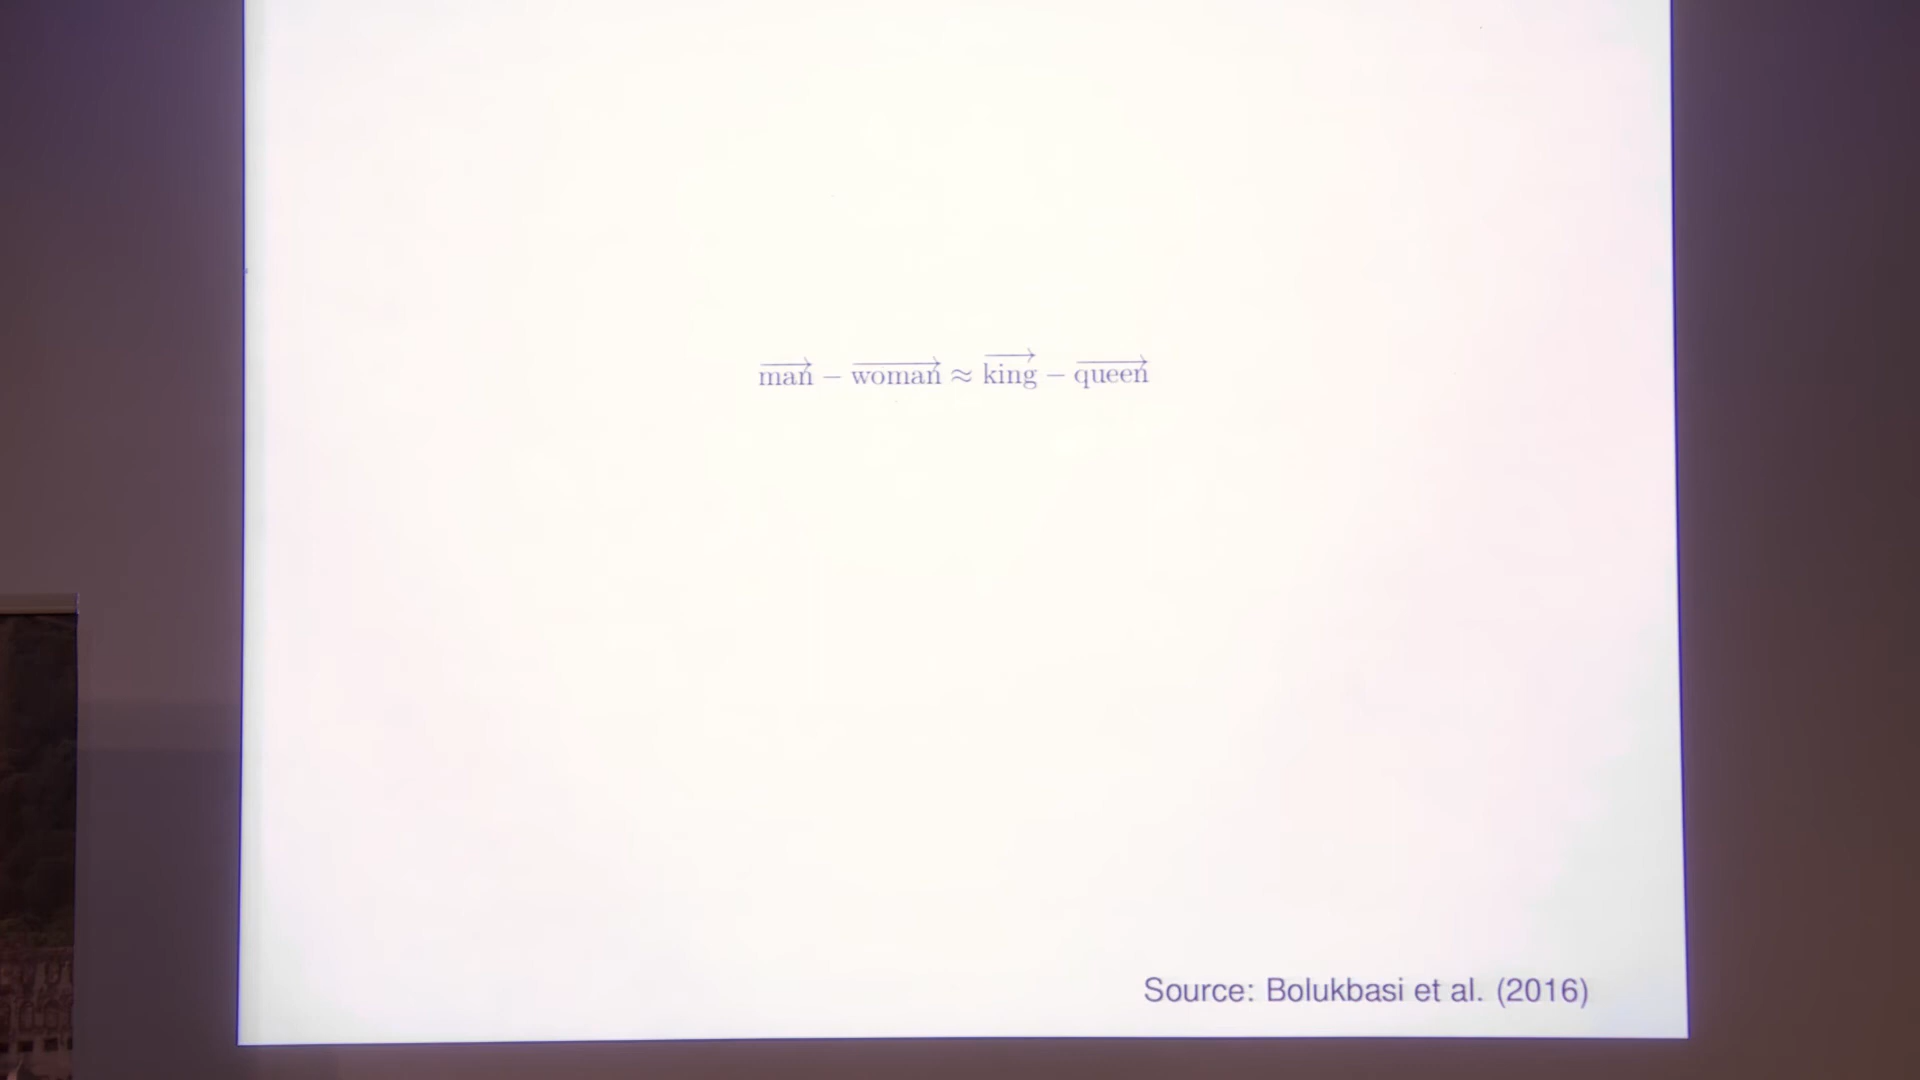 man − woman ≈ king − queen
Source: Bolukbasi et al. (2016)